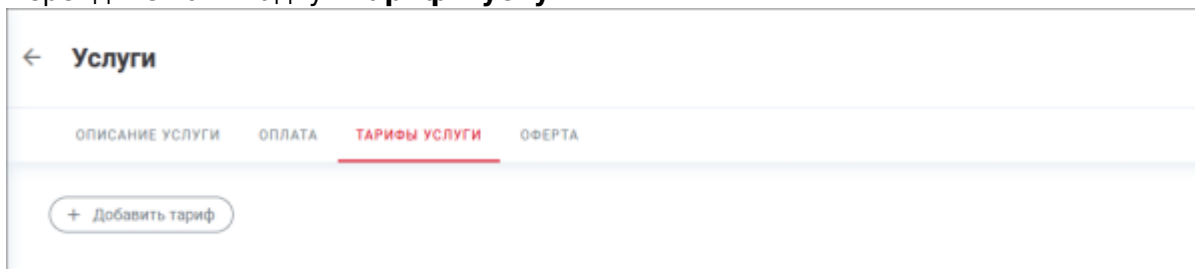 Услуги
ОПИСАНИЕ УСЛУГИ ОПЛАТА ТАРИФЫ УСЛУГИ ОФЕРТА
+ Добавить тариф